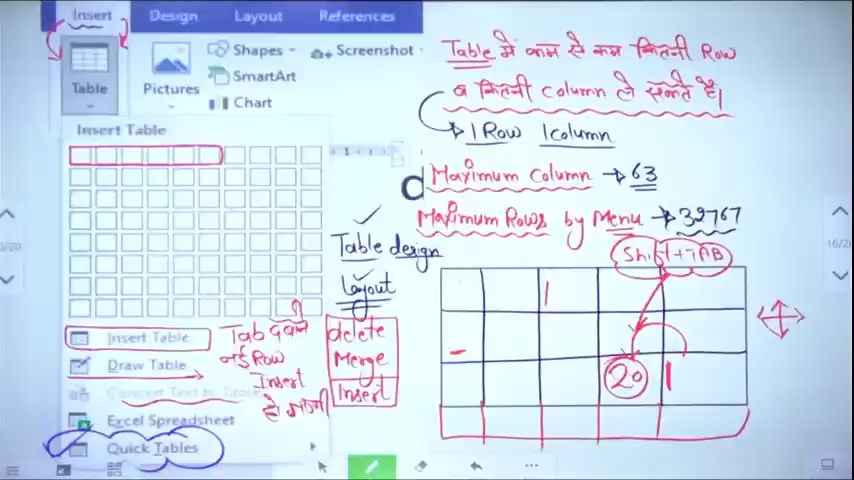 Insert Design Layout References
Table
Pictures
Shapes
SmartArt
Chart
Screenshot
Insert Table
Insert Table
Draw Table
Convert Text to Table
Excel Spreadsheet
Quick Tables
Table में कम से कम कितनी Row
व कितनी Column ले सकते है।
1 Row 1 Column
Maximum Column → 63
Maximum Rows by Menu → 32767
Table design
Layout
delete
Merge
Insert
Tab दबाने
नई Row
Insert
हो जाती
Shift+TAB
1
20 1
16/20